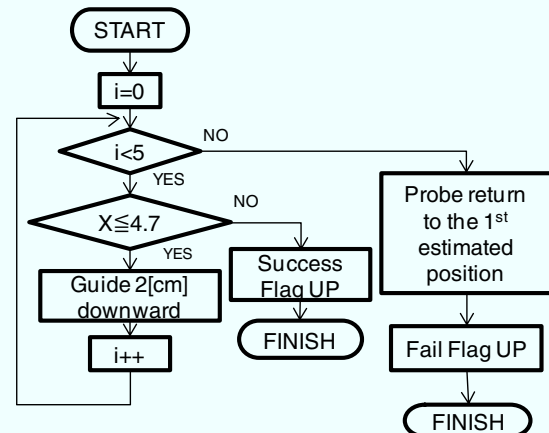 START
i=0
i<5
NO
YES
X≦4.7
NO
YES
Guide 2[cm]
downward
i++
Success
Flag UP
FINISH
Probe return
to the 1st
estimated
position
Fail Flag UP
FINISH